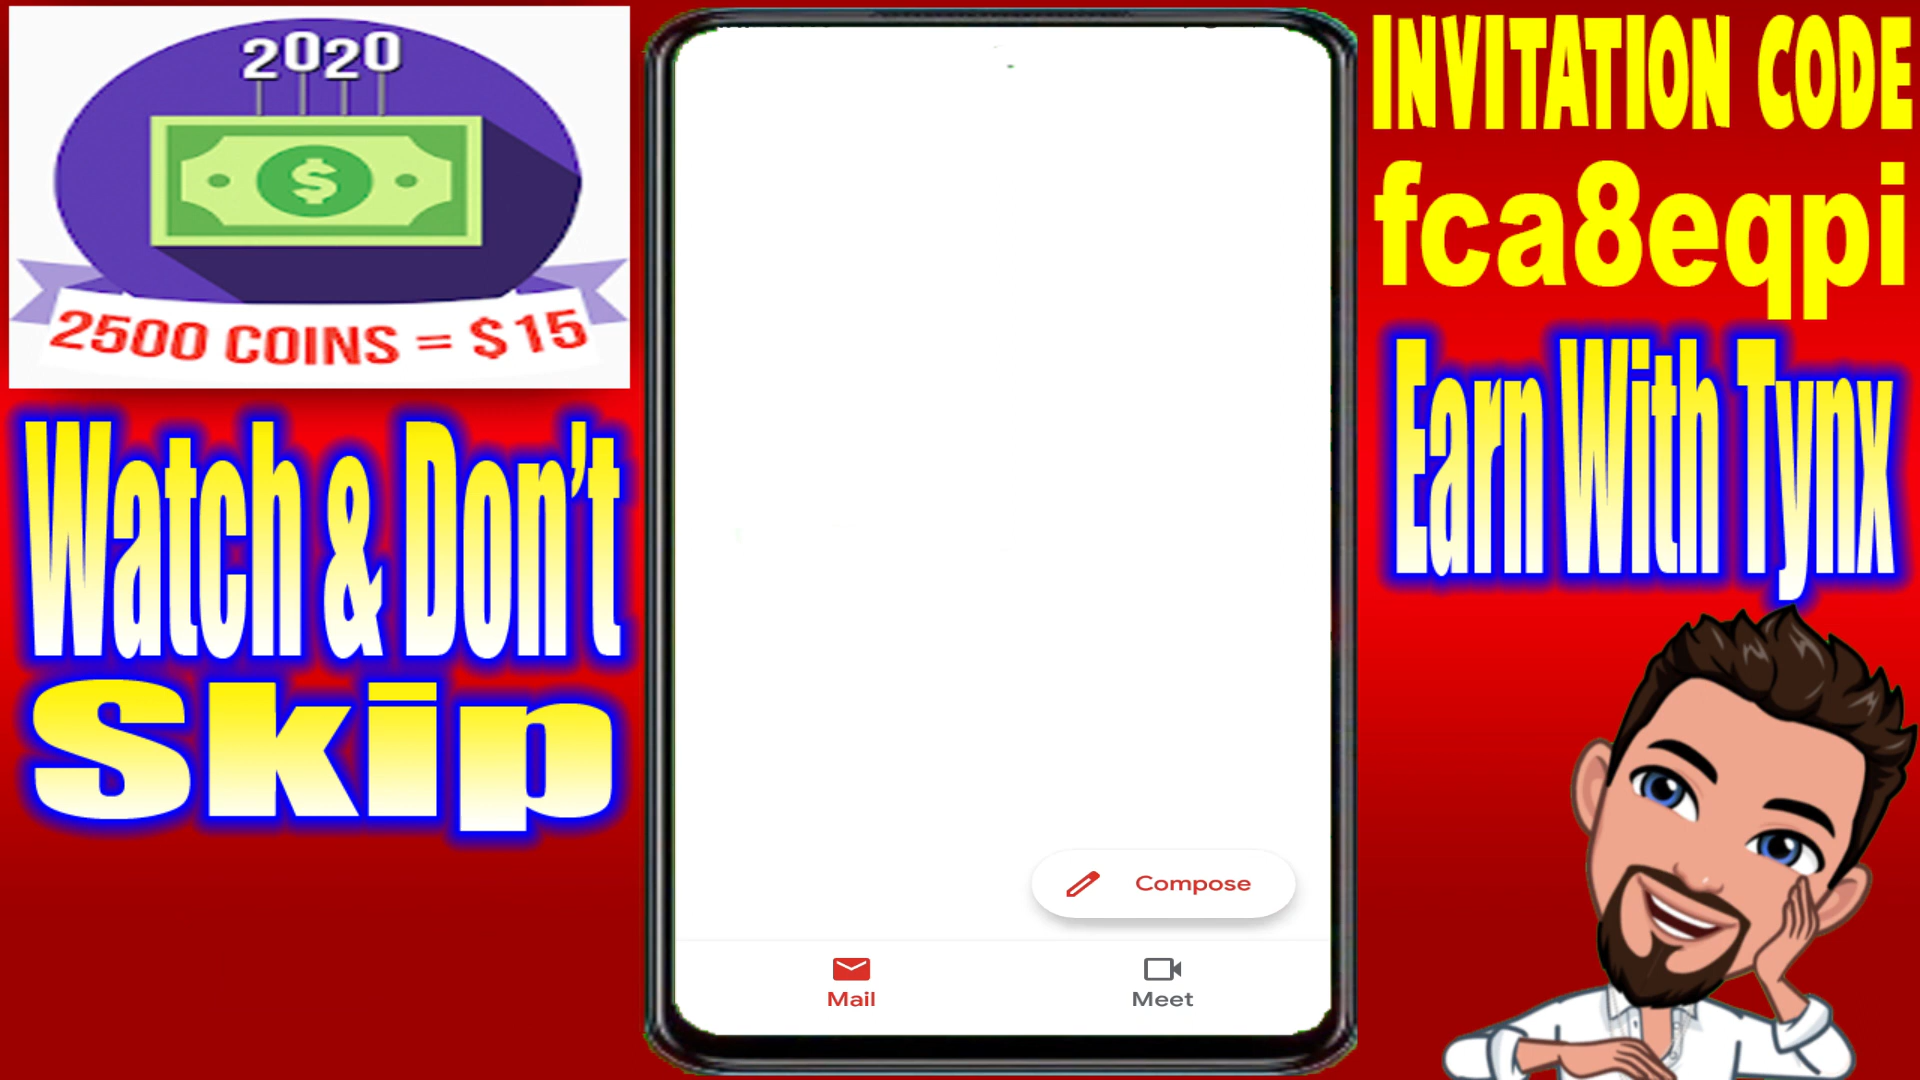 2020
$
2500 COINS = $15
Watch & Don't
Skip
Compose
Mail
Meet
INVITATION CODE
fca8eqpi
Earn With Tynx